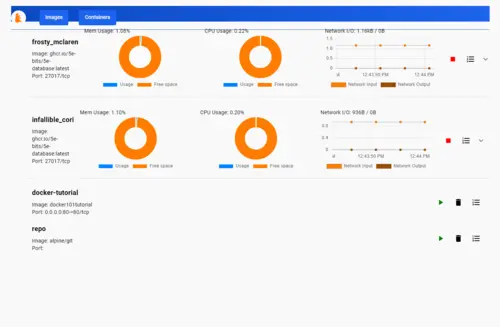 Images
Containers
frosty_mclaren
image: ghcr.io/5e-
bits/5e-
database:latest
Port: 27017/tcp
Mem Usage: 1.08%
Usage
Free space
CPU Usage: 0.22%
Usage
Free space
Network I/O: 1.16kB / 0B
1.5
1
0.5
0
12:43:50 PM
12:44 PM
Network Input
Network Output
infallible_cori
image:
ghcr.io/5e-
bits/5e-
database:latest
Port: 27017/tcp
Mem Usage: 1.10%
Usage
Free space
CPU Usage: 0.20%
Usage
Free space
Network I/O: 936B / 0B
0.8
0.4
0
12:43:50 PM
12:44 PM
Network Input
Network Output
docker-tutorial
image: docker101tutorial
Port: 0.0.0.0:80->80/tcp
repo
image: alpine/git
Port: